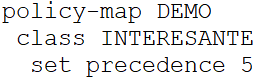 policy-map DEMO
class INTERESANTE
set precedence 5